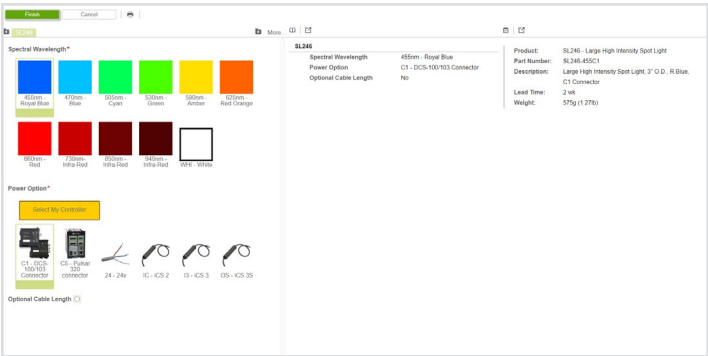 Finish
Cancel
SL246
More
Spectral Wavelength*
455nm -
Royal Blue
470nm -
Blue
505nm -
Cyan
530nm -
Green
590nm -
Amber
625nm -
Red Orange
660nm -
Red
730nm-
Infra-Red
850nm -
Infra-Red
940nm -
Infra-Red
WHI - White
Power Option*
Select My Controller
C1 - DCS-
100/103
Connector
C5 - Pulsar
320
connector
24 - 24v
IC - ICS 2
I3 - ICS 3
I3S - ICS 3S
Optional Cable Length
SL246
Spectral Wavelength 455nm - Royal Blue
Power Option C1 - DCS-100/103 Connector
Optional Cable Length No
Product: SL246 - Large High Intensity Spot Light
Part Number: SL246-455C1
Description: Large High Intensity Spot Light, 3" O.D., R.Blue,
C1 Connector
Lead Time: 2 wk
Weight: 575g (1.27lb)